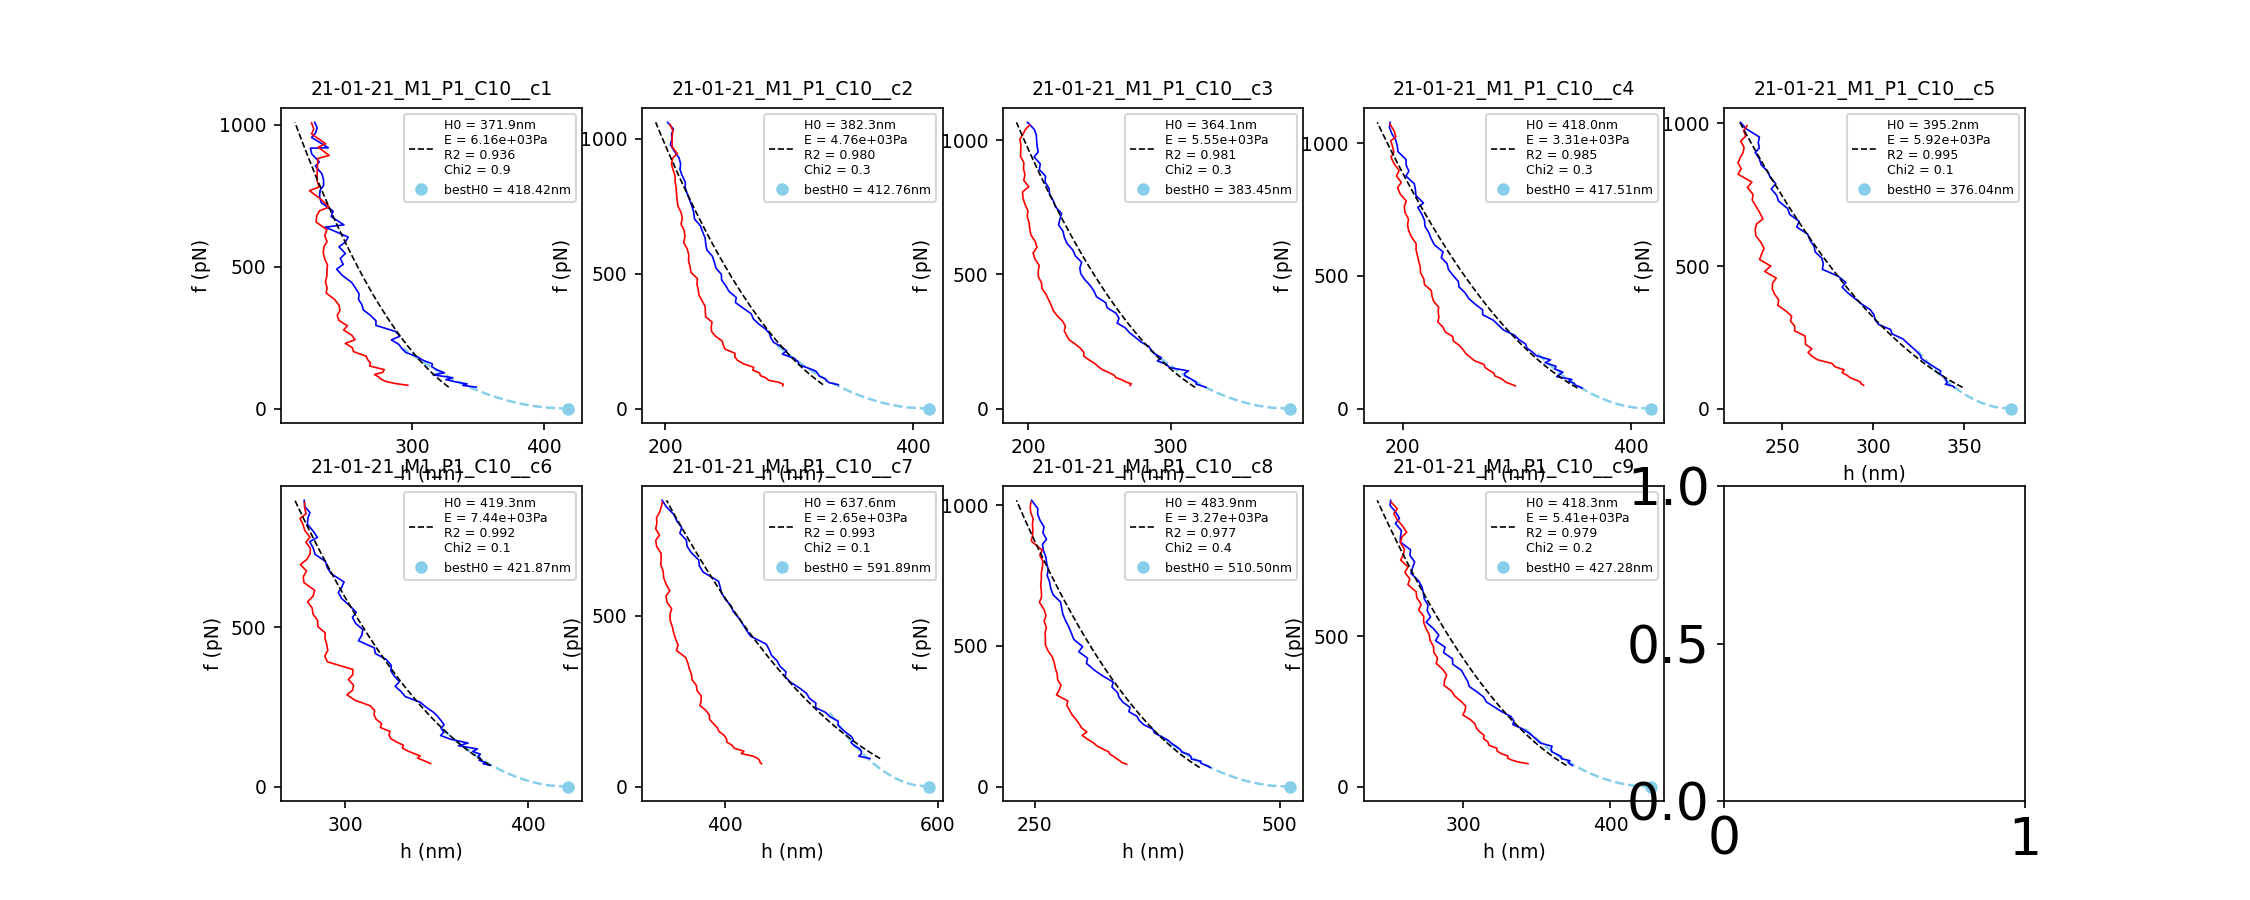 21-01-21_M1_P1_C10__c1
H0 = 371.9nm
E = 6.16e+03Pa
R2 = 0.936
Chi2 = 0.9
bestH0 = 418.42nm
f (pN)
1000
500
0
300 400
h (nm)
21-01-21_M1_P1_C10__c2
H0 = 382.3nm
E = 4.76e+03Pa
R2 = 0.980
Chi2 = 0.3
bestH0 = 412.76nm
f (pN)
1000
500
0
200 400
h (nm)
21-01-21_M1_P1_C10__c3
H0 = 364.1nm
E = 5.55e+03Pa
R2 = 0.981
Chi2 = 0.3
bestH0 = 383.45nm
f (pN)
1000
500
0
200 300
h (nm)
21-01-21_M1_P1_C10__c4
H0 = 418.0nm
E = 3.31e+03Pa
R2 = 0.985
Chi2 = 0.3
bestH0 = 417.51nm
f (pN)
1000
500
0
200 400
h (nm)
21-01-21_M1_P1_C10__c5
H0 = 395.2nm
E = 5.92e+03Pa
R2 = 0.995
Chi2 = 0.1
bestH0 = 376.04nm
f (pN)
1000
500
0
250 300 350
h (nm)
21-01-21_M1_P1_C10__c6
H0 = 419.3nm
E = 7.44e+03Pa
R2 = 0.992
Chi2 = 0.1
bestH0 = 421.87nm
f (pN)
500
0
300 400
h (nm)
21-01-21_M1_P1_C10__c7
H0 = 637.6nm
E = 2.65e+03Pa
R2 = 0.993
Chi2 = 0.1
bestH0 = 591.89nm
f (pN)
500
0
400 600
h (nm)
21-01-21_M1_P1_C10__c8
H0 = 483.9nm
E = 3.27e+03Pa
R2 = 0.977
Chi2 = 0.4
bestH0 = 510.50nm
f (pN)
1000
500
0
250 500
h (nm)
21-01-21_M1_P1_C10__c9
H0 = 418.3nm
E = 5.41e+03Pa
R2 = 0.979
Chi2 = 0.2
bestH0 = 427.28nm
f (pN)
500
0
300 400
h (nm)
1.0
0.5
0.0
0 1